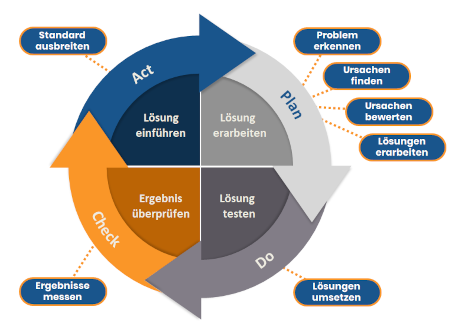 Standard
ausbreiten
Problem
erkennen
Ursachen
finden
Ursachen
bewerten
Lösungen
erarbeiten
Act
Plan
Lösung
einführen
Lösung
erarbeiten
Ergebnis
überprüfen
Lösung
testen
Check
Do
Ergebnisse
messen
Lösungen
umsetzen